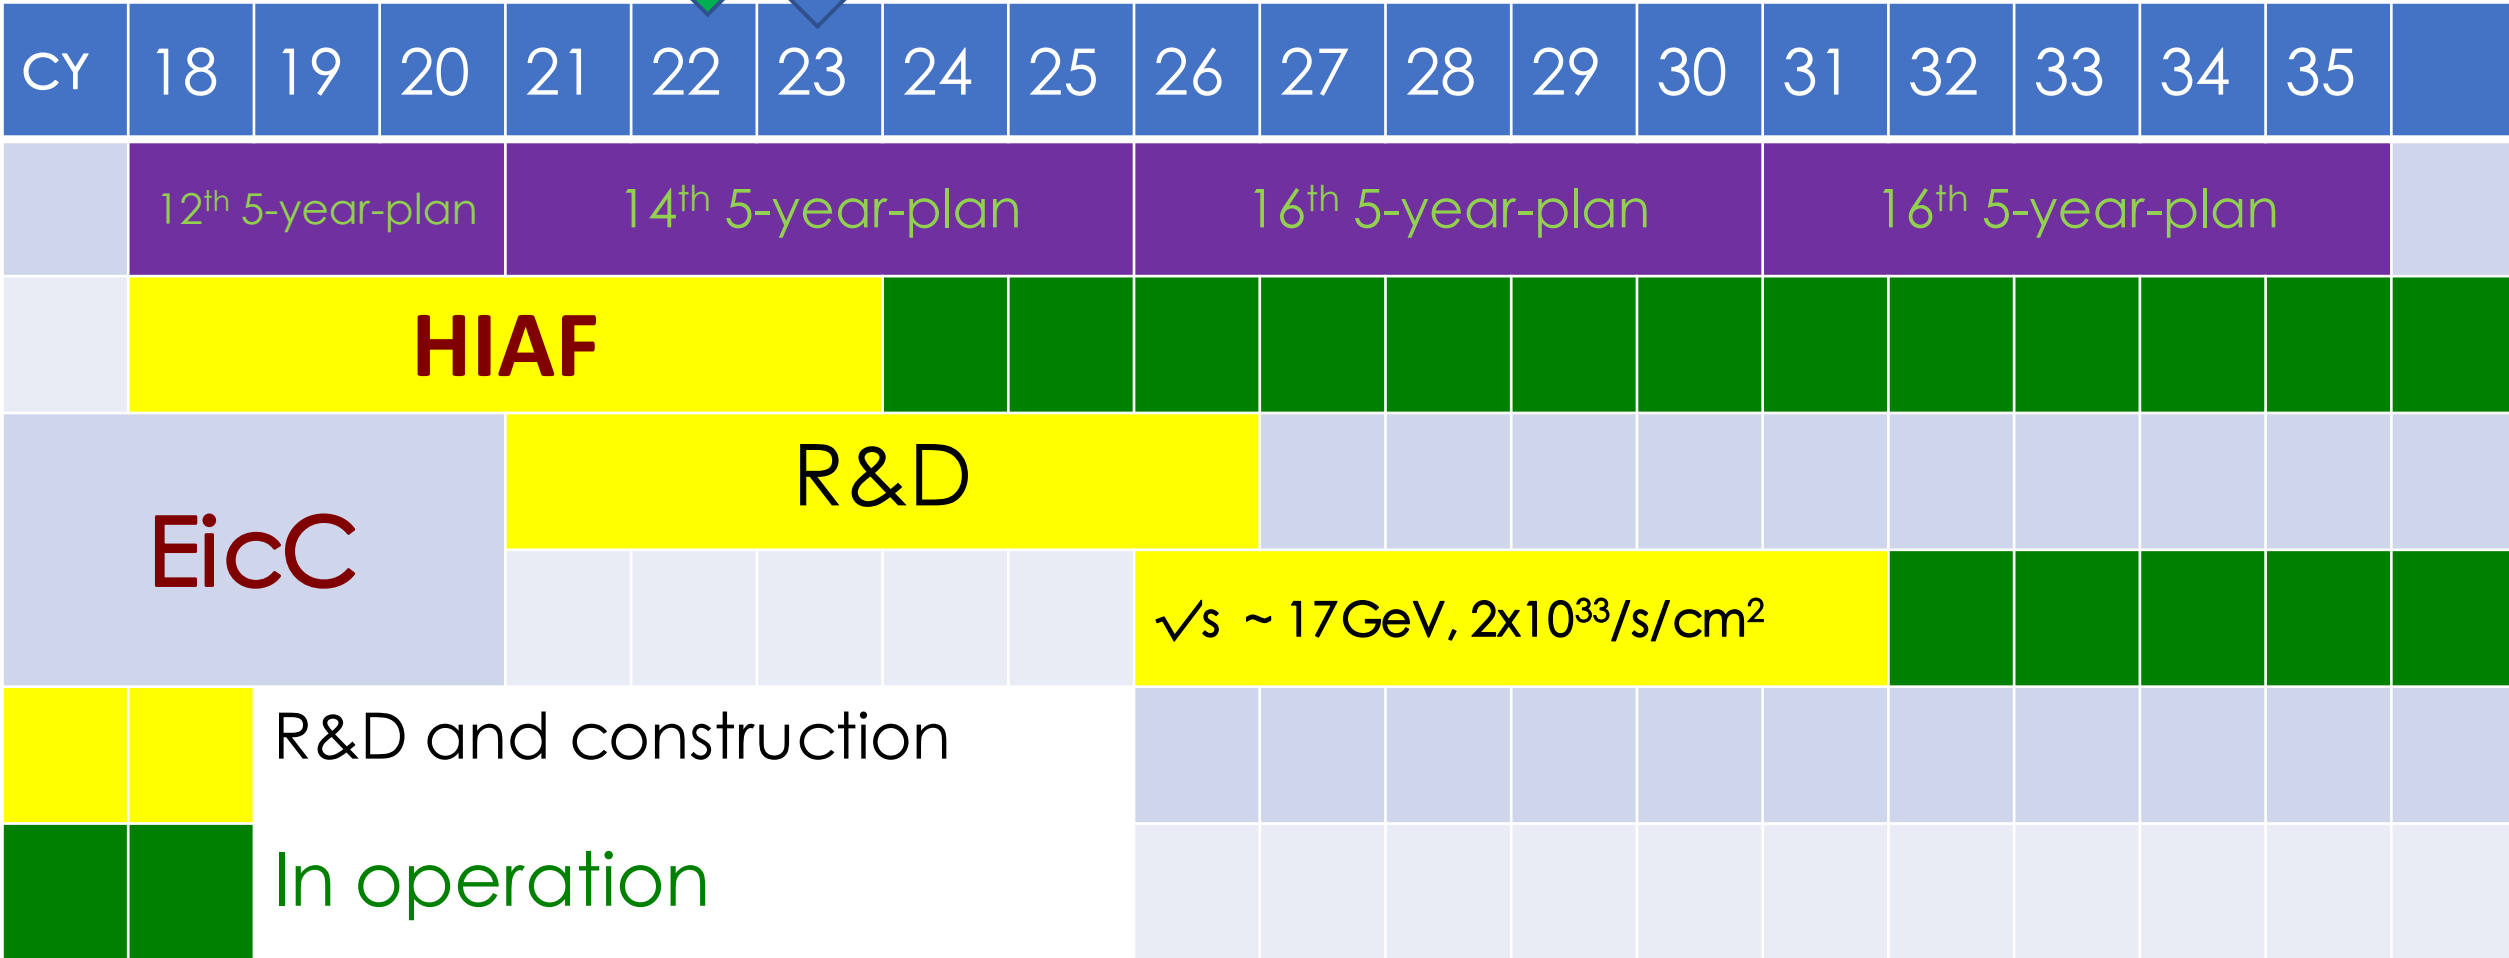 CY 18 19 20 21 22 23 24 25 26 27 28 29 30 31 32 33 34 35
12th 5-year-plan 14th 5-year-plan 16th 5-year-plan 16th 5-year-plan
HIAF
R&D
EicC
√s ~ 17GeV, 2x10³³/s/cm²
R&D and construction
In operation